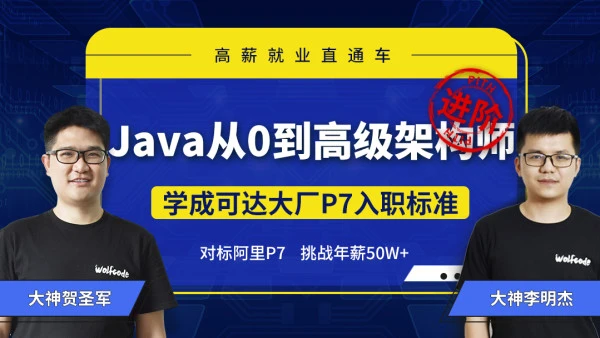 高薪就业直通车
进阶
Java从0到高级架构师
学成可达大厂P7入职标准
对标阿里P7 挑战年薪50W+
wolfcode
wolfcode
大神贺圣军
大神李明杰